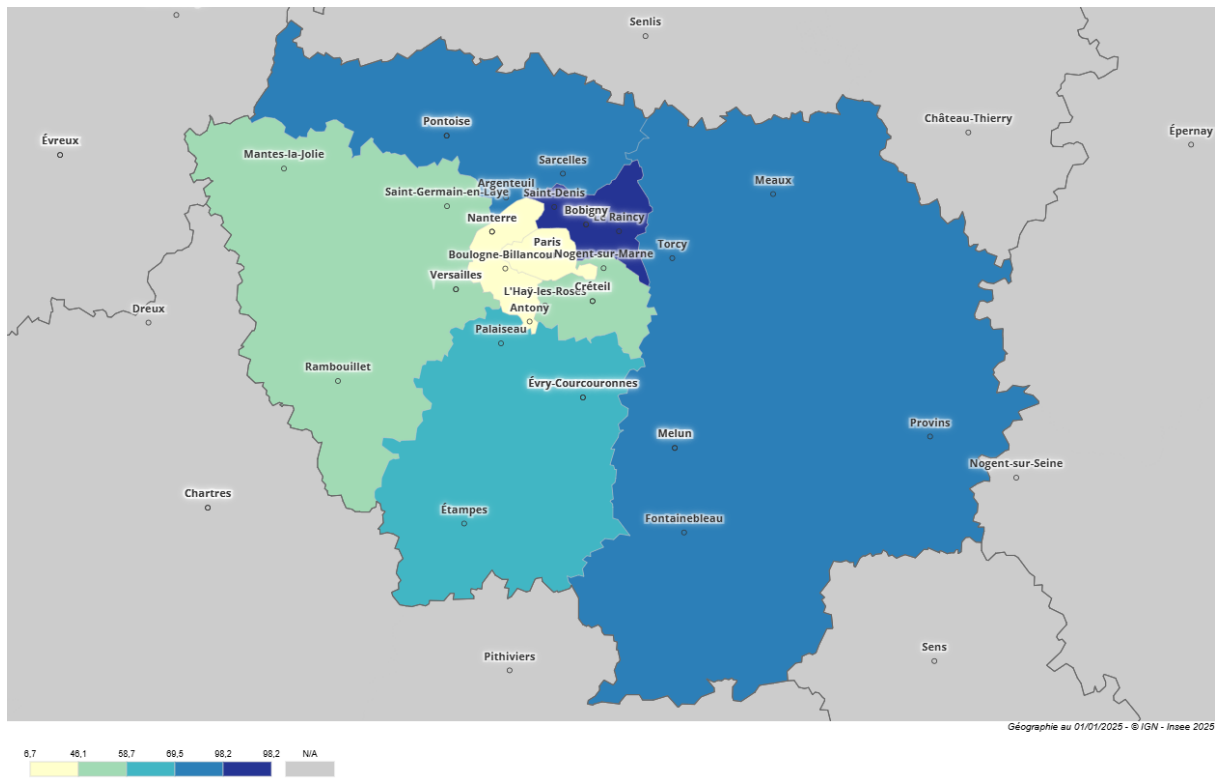 Senlis
Château-Thierry
Pontoise
Épernay
Évreux
Mantes-la-Jolie
Sarcelles
Meaux
Argenteuil
Saint-Germain-en-Laye
Saint-Denis
Bobigny
Le Raincy
Nanterre
Paris
Torcy
Boulogne-Billancou
Nogent-sur-Marne
Versailles
L'Haÿ-les-Roses
Créteil
Dreux
Antony
Palaiseau
Rambouillet
Évry-Courcouronnes
Provins
Melun
Nogent-sur-Seine
Chartres
Étampes
Fontainebleau
Sens
Pithiviers
Géographie au 01/01/2025 - © IGN - Insee 2025
6,7 46,1 58,7 69,5 98,2 98,2 N/A